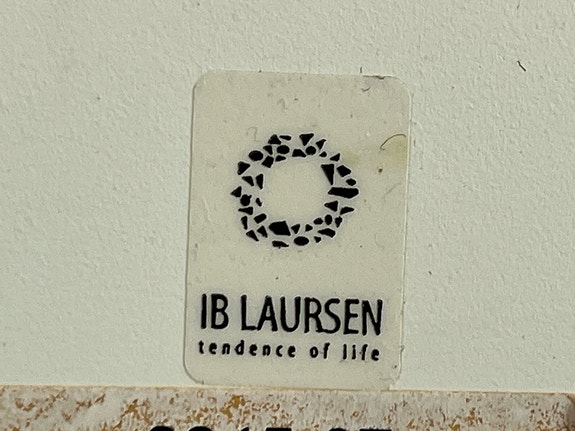 IB LAURSEN
tendence of life